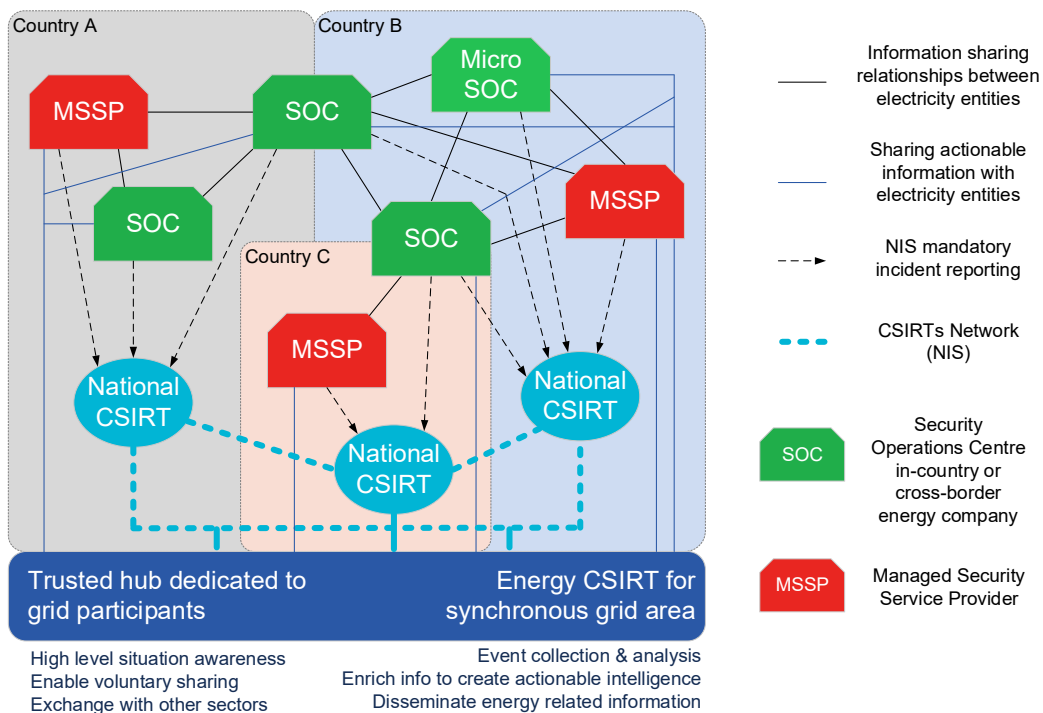 Country A
Country B
MSSP
SOC
Micro
SOC
SOC
MSSP
SOC
Country C
MSSP
National
CSIRT
National
CSIRT
National
CSIRT
Trusted hub dedicated to
grid participants
Energy CSIRT for
synchronous grid area
High level situation awareness
Enable voluntary sharing
Exchange with other sectors
Event collection & analysis
Enrich info to create actionable intelligence
Disseminate energy related information
Information sharing
relationships between
electricity entities
Sharing actionable
information with
electricity entities
NIS mandatory
incident reporting
CSIRTs Network
(NIS)
SOC
Security
Operations Centre
in-country or
cross-border
energy company
MSSP
Managed Security
Service Provider